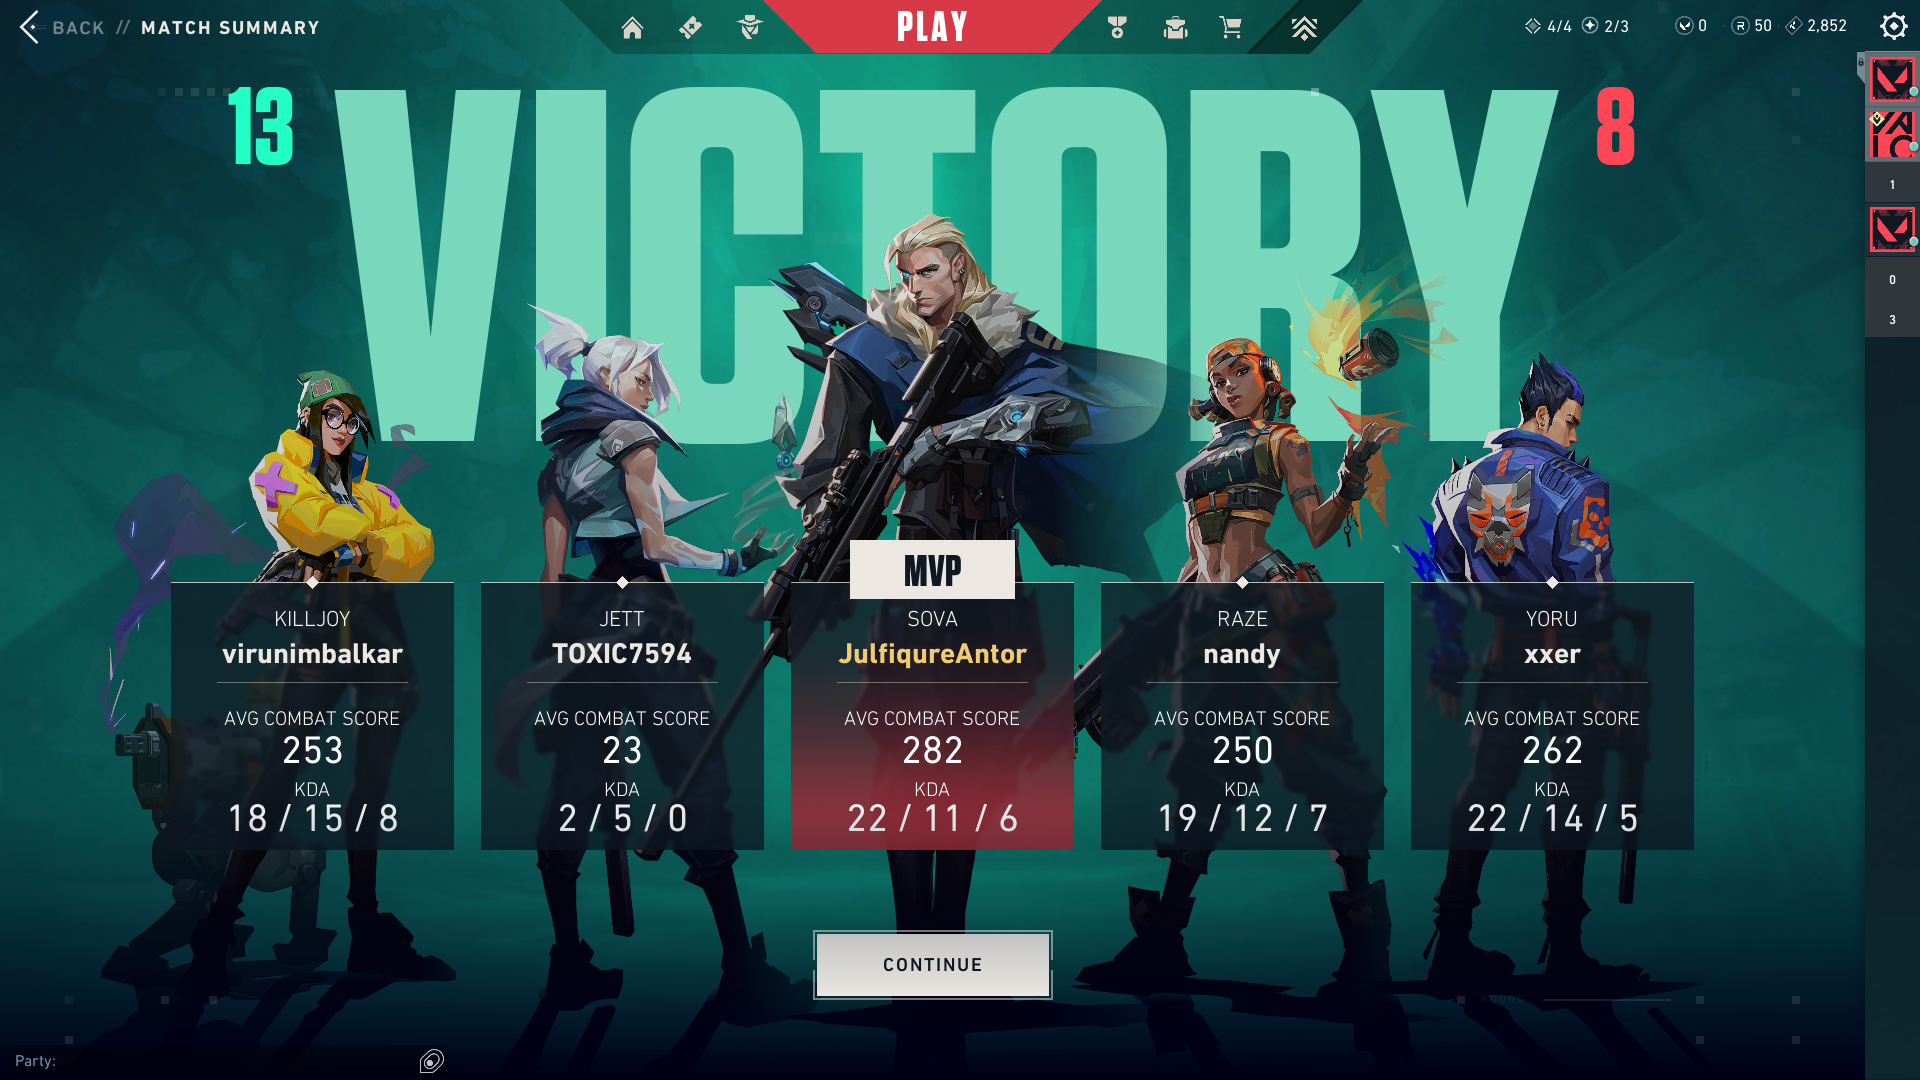 BACK // MATCH SUMMARY
PLAY
4/4 2/3 0 50 2,852
13 VICTORY 8
1
0
3
MVP
KILLJOY
virunimbalkar
AVG COMBAT SCORE
253
KDA
18 / 15 / 8
JETT
TOXIC7594
AVG COMBAT SCORE
23
KDA
2 / 5 / 0
SOVA
JulfiqureAntor
AVG COMBAT SCORE
282
KDA
22 / 11 / 6
RAZE
nandy
AVG COMBAT SCORE
250
KDA
19 / 12 / 7
YORU
xxer
AVG COMBAT SCORE
262
KDA
22 / 14 / 5
CONTINUE
Party: